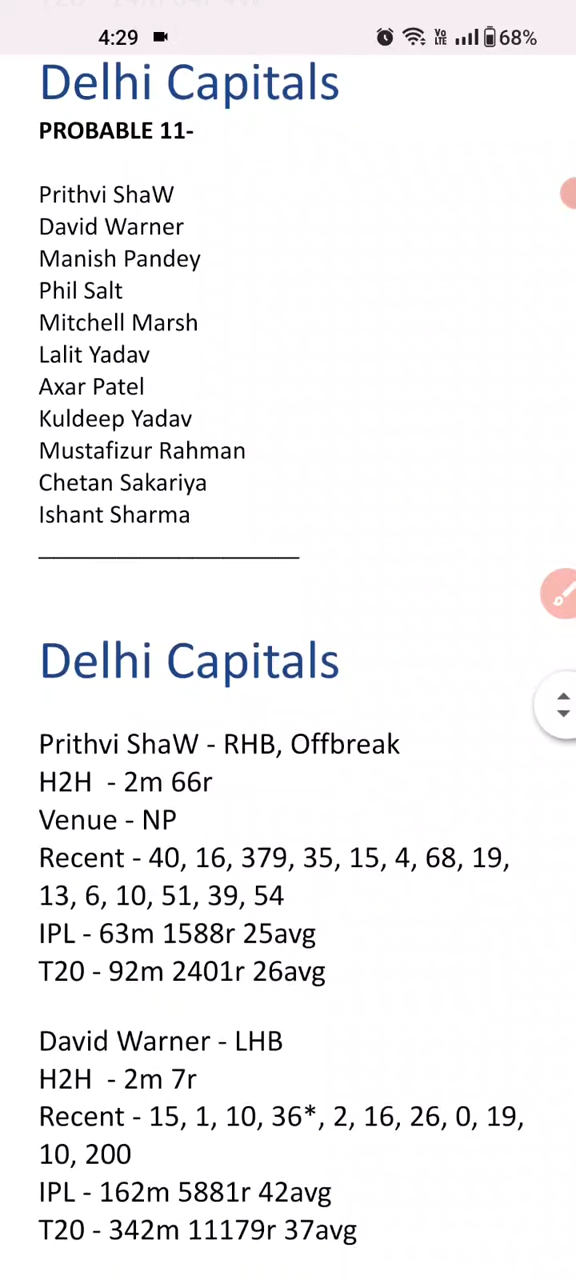 4:29
VO LTE 68%
Delhi Capitals
PROBABLE 11-
Prithvi ShaW
David Warner
Manish Pandey
Phil Salt
Mitchell Marsh
Lalit Yadav
Axar Patel
Kuldeep Yadav
Mustafizur Rahman
Chetan Sakariya
Ishant Sharma
Delhi Capitals
Prithvi ShaW - RHB, Offbreak
H2H - 2m 66r
Venue - NP
Recent - 40, 16, 379, 35, 15, 4, 68, 19,
13, 6, 10, 51, 39, 54
IPL - 63m 1588r 25avg
T20 - 92m 2401r 26avg
David Warner - LHB
H2H - 2m 7r
Recent - 15, 1, 10, 36*, 2, 16, 26, 0, 19,
10, 200
IPL - 162m 5881r 42avg
T20 - 342m 11179r 37avg